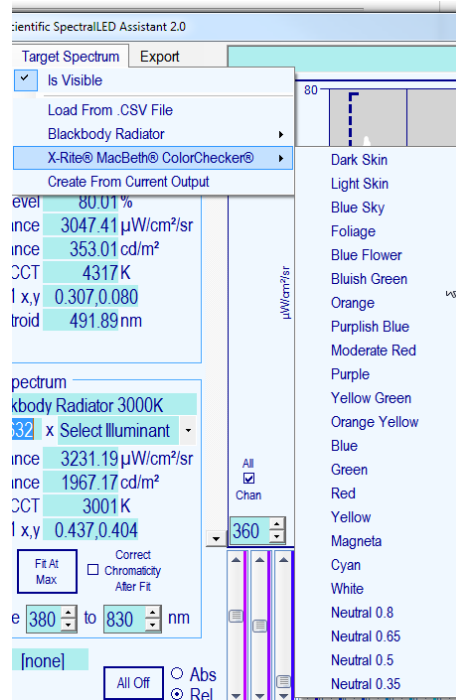 cientific SpectralLED Assistant 2.0
Target Spectrum Export
Is Visible
Load From .CSV File
Blackbody Radiator
X-Rite® MacBeth® ColorChecker®
Create From Current Output
80
Dark Skin
Light Skin
Blue Sky
Foliage
Blue Flower
Bluish Green
Orange
Purplish Blue
Moderate Red
Purple
Yellow Green
Orange Yellow
Blue
Green
Red
Yellow
Magneta
Cyan
White
Neutral 0.8
Neutral 0.65
Neutral 0.5
Neutral 0.35
evel 80.01%
ance 3047.41 µW/cm²/sr
ance 353.01 cd/m²
CCT 4317 K
1 x,y 0.307,0.080
troid 491.89 nm
µW/cm²/sr
pectrum
kbody Radiator 3000K
532 x Select Illuminant
ance 3231.19 µW/cm²/sr
ance 1967.17 cd/m²
CCT 3001 K
1 x,y 0.437,0.404
All
Chan
360
Fit At
Max
Correct
Chromaticity
After Fit
e 380 to 830 nm
[none]
All Off
Abs
Rel